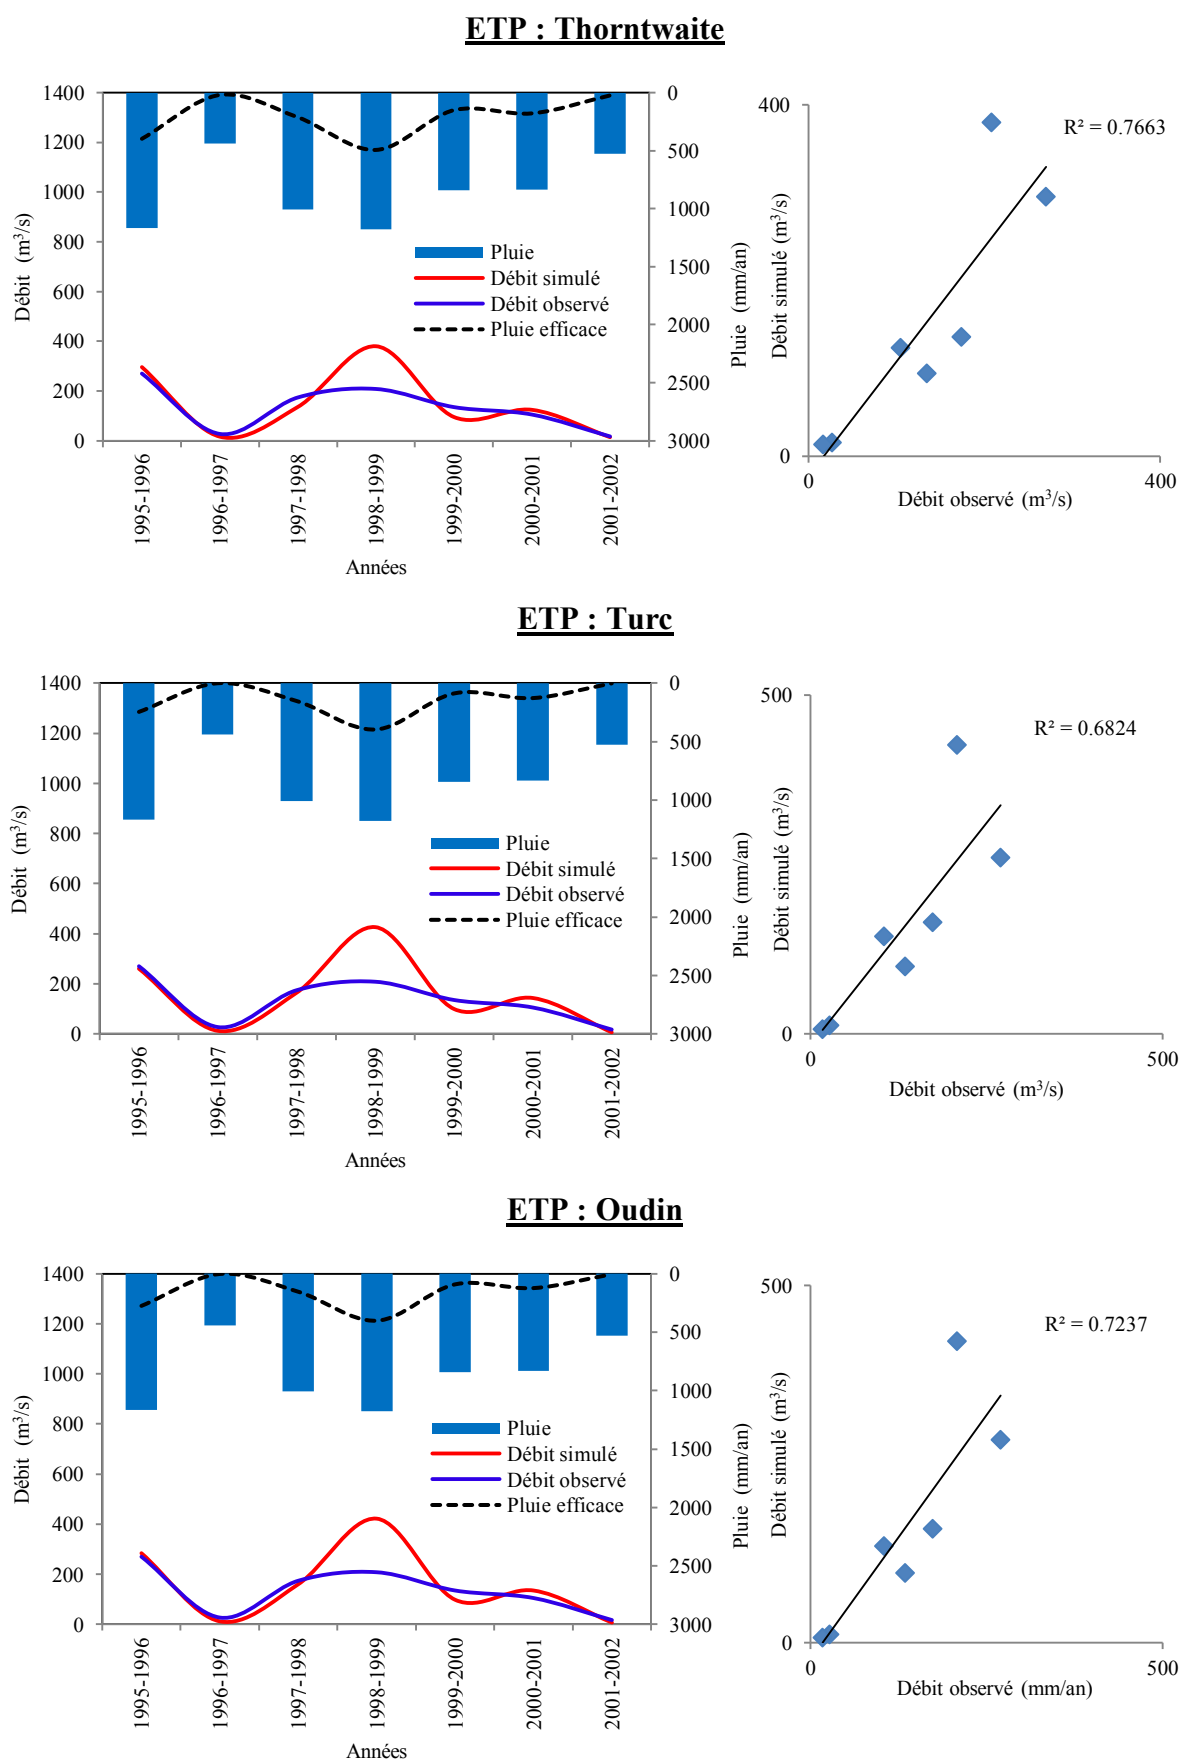 ETP : Thorntwaite
1400
1200
1000
800
600
400
200
0
Débit (m³/s)
0
500
1000
1500
2000
2500
3000
Pluie (mm/an)
Pluie
Débit simulé
Débit observé
Pluie efficace
1995-1996
1996-1997
1997-1998
1998-1999
1999-2000
2000-2001
2001-2002
Années
400
0
Débit simulé (m³/s)
R² = 0.7663
0
400
Débit observé (m³/s)
ETP : Turc
1400
1200
1000
800
600
400
200
0
Débit (m³/s)
0
500
1000
1500
2000
2500
3000
Pluie (mm/an)
Pluie
Débit simulé
Débit observé
Pluie efficace
1995-1996
1996-1997
1997-1998
1998-1999
1999-2000
2000-2001
2001-2002
Années
500
0
Débit simulé (m³/s)
R² = 0.6824
0
500
Débit observé (m³/s)
ETP : Oudin
1400
1200
1000
800
600
400
200
0
Débit (m³/s)
0
500
1000
1500
2000
2500
3000
Pluie (mm/an)
Pluie
Débit simulé
Débit observé
Pluie efficace
1995-1996
1996-1997
1997-1998
1998-1999
1999-2000
2000-2001
2001-2002
Années
500
0
Débit simulé (m³/s)
R² = 0.7237
0
500
Débit observé (mm/an)